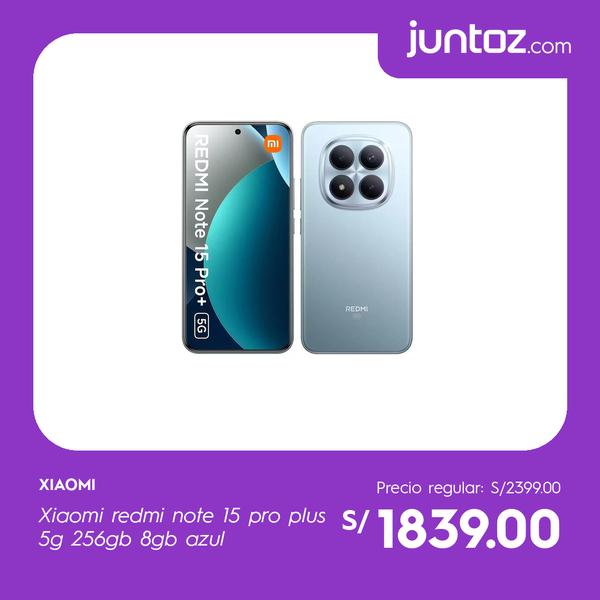 juntoz.com
REDMI Note 15 Pro+ 5G
REDMI
XIAOMI
Xiaomi redmi note 15 pro plus
5g 256gb 8gb azul
Precio regular: S/2399.00
S/1839.00